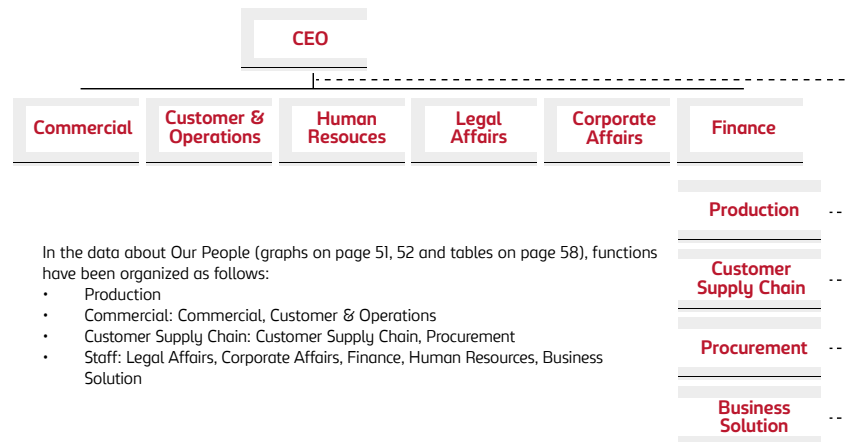 CEO
Commercial
Customer &
Operations
Human
Resouces
Legal
Affairs
Corporate
Affairs
Finance
Production
Customer
Supply Chain
Procurement
Business
Solution
In the data about Our People (graphs on page 51, 52 and tables on page 58), functions
have been organized as follows:
• Production
• Commercial: Commercial, Customer & Operations
• Customer Supply Chain: Customer Supply Chain, Procurement
• Staff: Legal Affairs, Corporate Affairs, Finance, Human Resources, Business
Solution